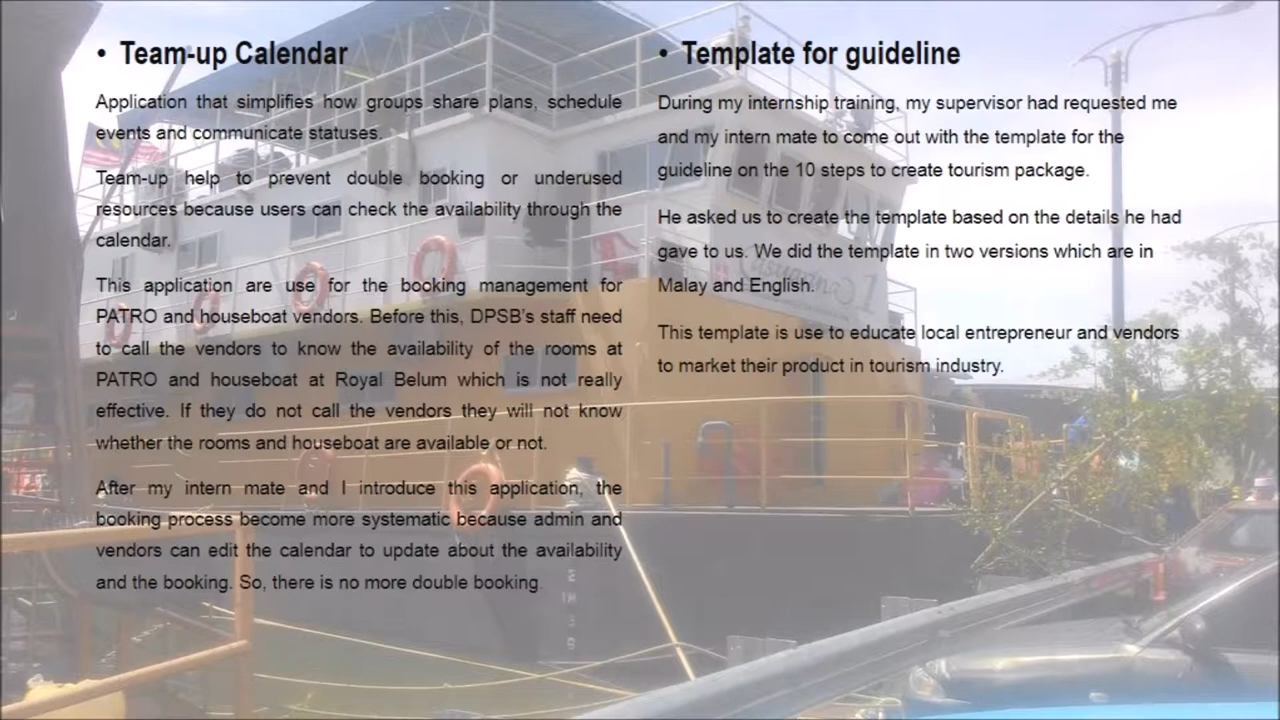 • Team-up Calendar
Application that simplifies how groups share plans, schedule
events and communicate statuses.
Team-up help to prevent double booking or underused
resources because users can check the availability through the
calendar.
This application are use for the booking management for
PATRO and houseboat vendors. Before this, DPSB's staff need
to call the vendors to know the availability of the rooms at
PATRO and houseboat at Royal Belum which is not really
effective. If they do not call the vendors they will not know
whether the rooms and houseboat are available or not.
After my intern mate and I introduce this application, the
booking process become more systematic because admin and
vendors can edit the calendar to update about the availability
and the booking. So, there is no more double booking.
• Template for guideline
During my internship training, my supervisor had requested me
and my intern mate to come out with the template for the
guideline on the 10 steps to create tourism package.
He asked us to create the template based on the details he had
gave to us. We did the template in two versions which are in
Malay and English.
This template is use to educate local entrepreneur and vendors
to market their product in tourism industry.